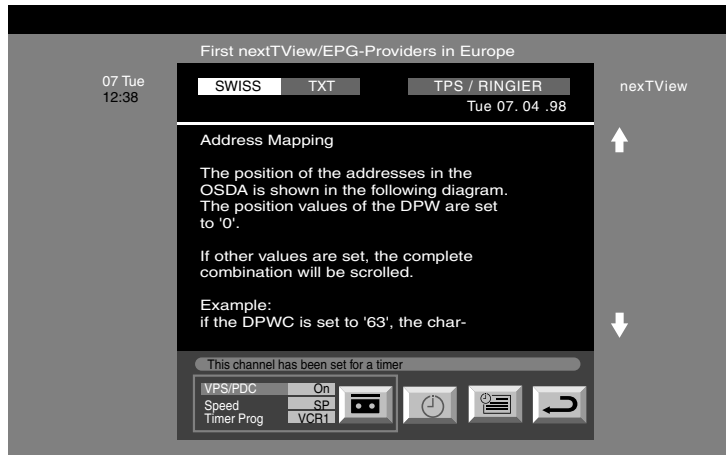 First nextTView/EPG-Providers in Europe
07 Tue
12:38
SWISS TXT TPS / RINGIER
Tue 07. 04 .98
nexTView
Address Mapping
The position of the addresses in the
OSDA is shown in the following diagram.
The position values of the DPW are set
to '0'.
If other values are set, the complete
combination will be scrolled.
Example:
if the DPWC is set to '63', the char-
This channel has been set for a timer
VPS/PDC On
Speed SP
Timer Prog VCR1